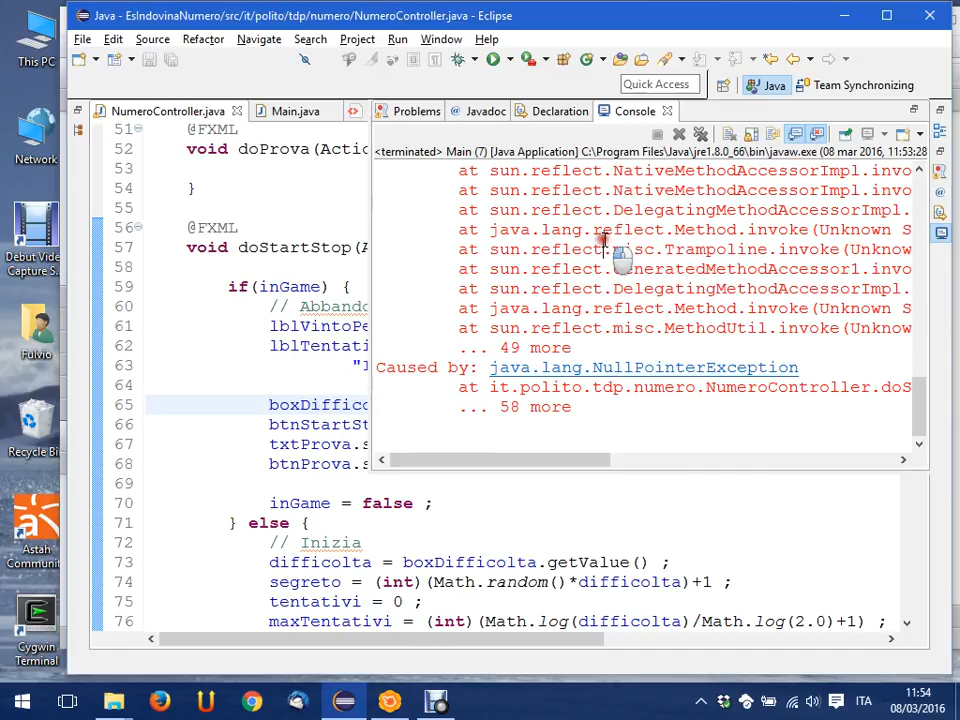 Java - EsIndovinaNumero/src/it/polito/tdp/numero/NumeroController.java - Eclipse
File Edit Source Refactor Navigate Search Project Run Window Help
Quick Access
Java
Team Synchronizing
NumeroController.java
Main.java
Problems
Javadoc
Declaration
Console
<terminated> Main (7) [Java Application] C:\Program Files\Java\jre1.8.0_66\bin\javaw.exe (08 mar 2016, 11:53:28
at sun.reflect.NativeMethodAccessorImpl.invo
at sun.reflect.NativeMethodAccessorImpl.invo
at sun.reflect.DelegatingMethodAccessorImpl.
at java.lang.reflect.Method.invoke(Unknown S
at sun.reflect.misc.Trampoline.invoke(Unknow
at sun.reflect.GeneratedMethodAccessor1.invo
at sun.reflect.DelegatingMethodAccessorImpl.
at java.lang.reflect.Method.invoke(Unknown S
at sun.reflect.misc.MethodUtil.invoke(Unknow
... 49 more
Caused by: java.lang.NullPointerException
at it.polito.tdp.numero.NumeroController.doS
... 58 more
51 @FXML
52 void doProva(Actio
53
54 }
55
56 @FXML
57 void doStartStop(A
58
59 if(inGame) {
60 // Abbando
61 lblVintoPe
62 lblTentati
63 "I
64
65 boxDiffico
66 btnStartSt
67 txtProva.s
68 btnProva.s
69
70 inGame = false ;
71 } else {
72 // Inizia
73 difficolta = boxDifficolta.getValue() ;
74 segreto = (int)(Math.random()*difficolta)+1 ;
75 tentativi = 0 ;
76 maxTentativi = (int)(Math.log(difficolta)/Math.log(2.0)+1) ;
This PC
Network
Debut Video
Capture
Fulvio
Recycle Bin
Astah
Communit
Cygwin
Terminal
ITA
11:54
08/03/2016